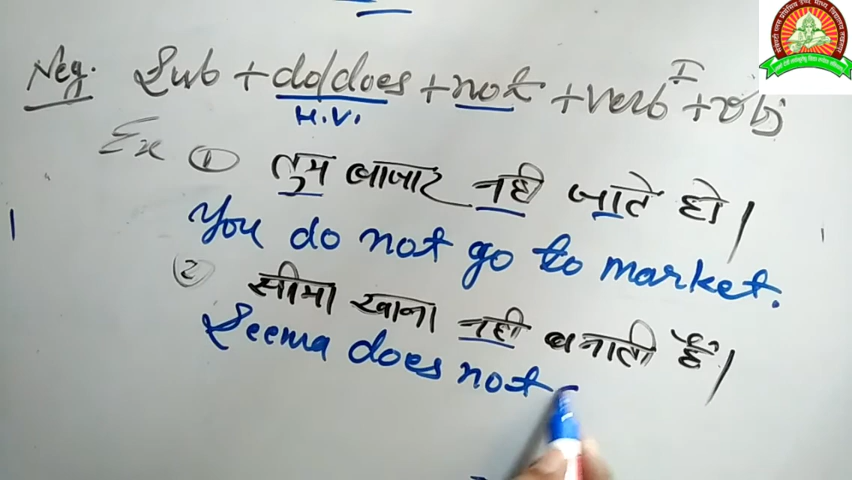 Neg. Sub + do/does + not + verb I + obj
H.V.
Ex ① तुम बाजार नही जाते हो।
You do not go to market.
② सीमा खाना नही बनाती है।
Seema does not